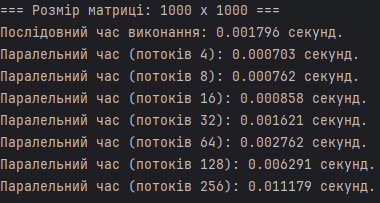 === Розмір матриці: 1000 x 1000 ===
Послідовний час виконання: 0.001796 секунд.
Паралельний час (потоків 4): 0.000703 секунд.
Паралельний час (потоків 8): 0.000762 секунд.
Паралельний час (потоків 16): 0.000858 секунд.
Паралельний час (потоків 32): 0.001621 секунд.
Паралельний час (потоків 64): 0.002762 секунд.
Паралельний час (потоків 128): 0.006291 секунд.
Паралельний час (потоків 256): 0.011179 секунд.